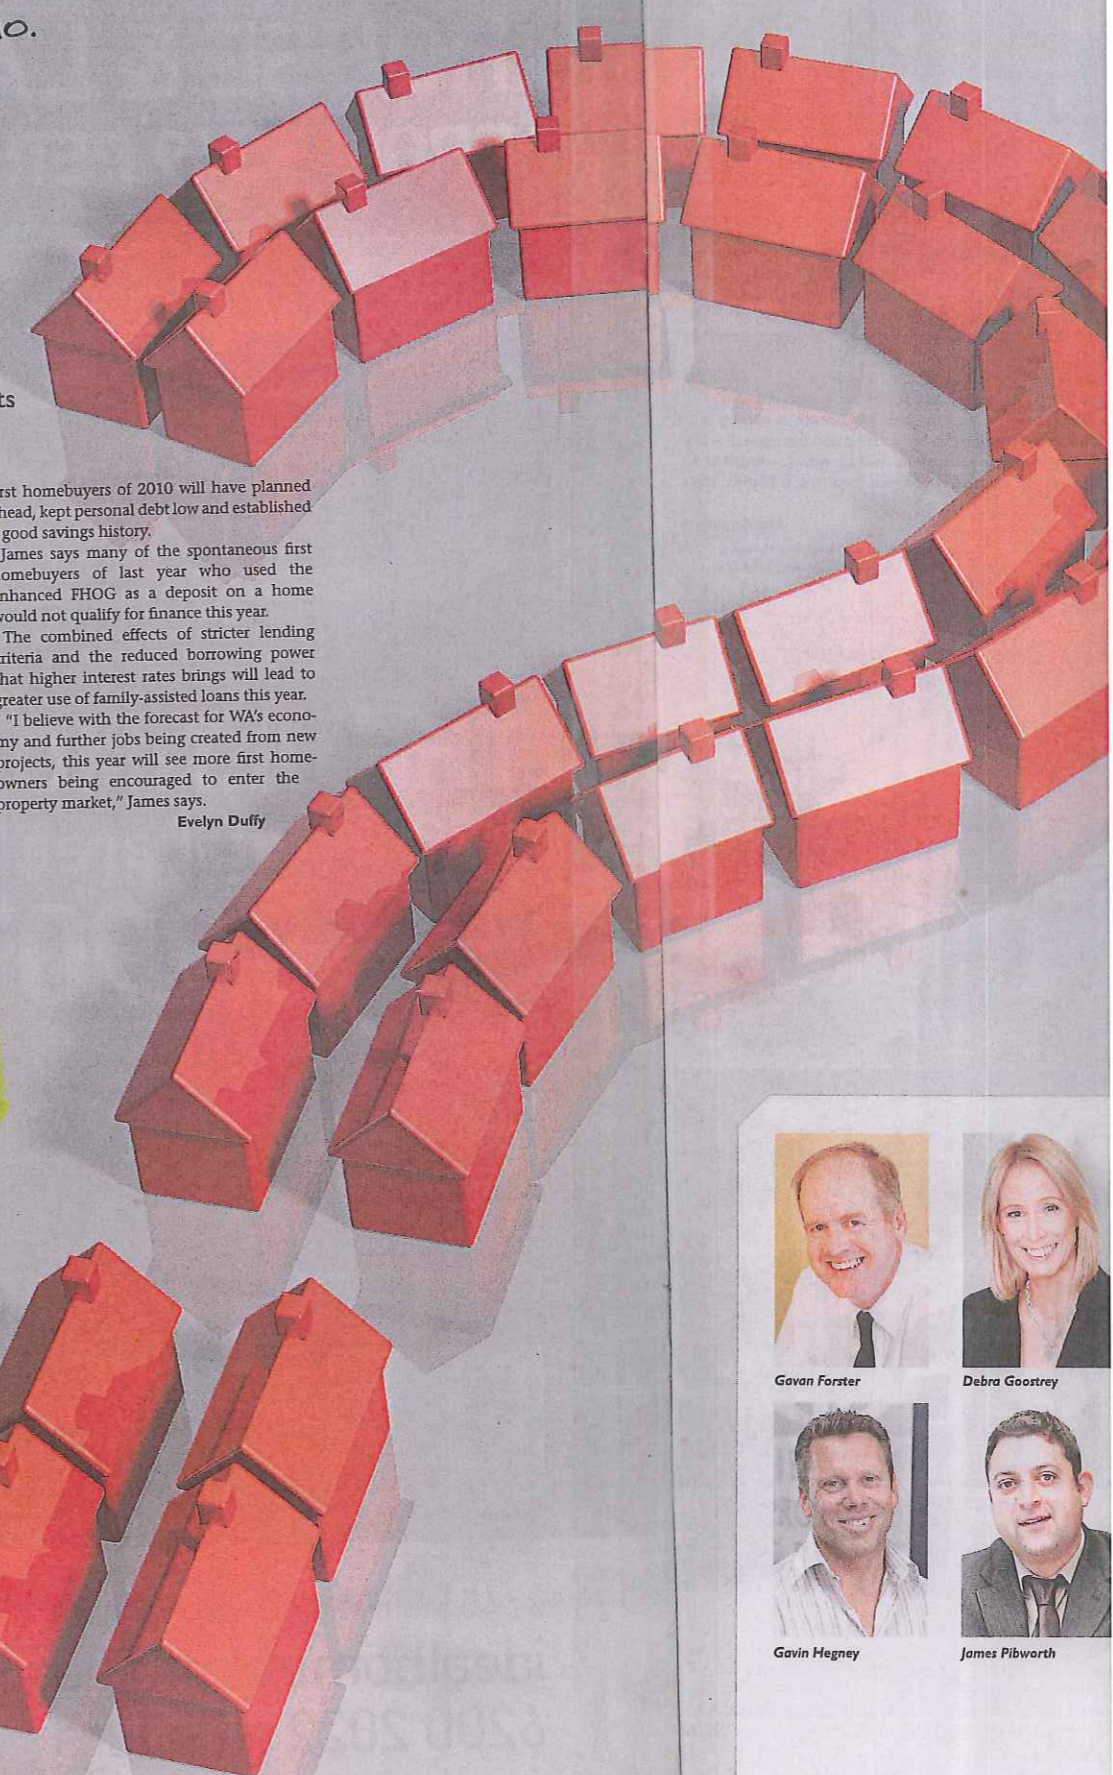 o.
ts
rst homebuyers of 2010 will have planned
head, kept personal debt low and established
good savings history.
James says many of the spontaneous first
omebuyers of last year who used the
nhanced FHOG as a deposit on a home
vould not qualify for finance this year.
The combined effects of stricter lending
riteria and the reduced borrowing power
hat higher interest rates brings will lead to
greater use of family-assisted loans this year.
"I believe with the forecast for WA's econo-
my and further jobs being created from new
projects, this year will see more first home-
owners being encouraged to enter the
property market," James says.
Evelyn Duffy
Gavan Forster
Debra Goostrey
Gavin Hegney
James Pibworth